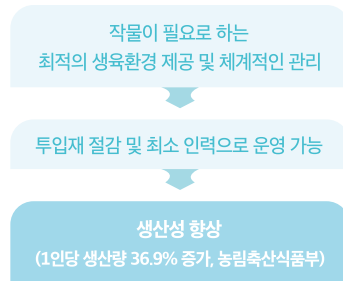 작물이 필요로 하는
최적의 생육환경 제공 및 체계적인 관리
투입재 절감 및 최소 인력으로 운영 가능
생산성 향상
(1인당 생산량 36.9% 증가, 농림축산식품부)